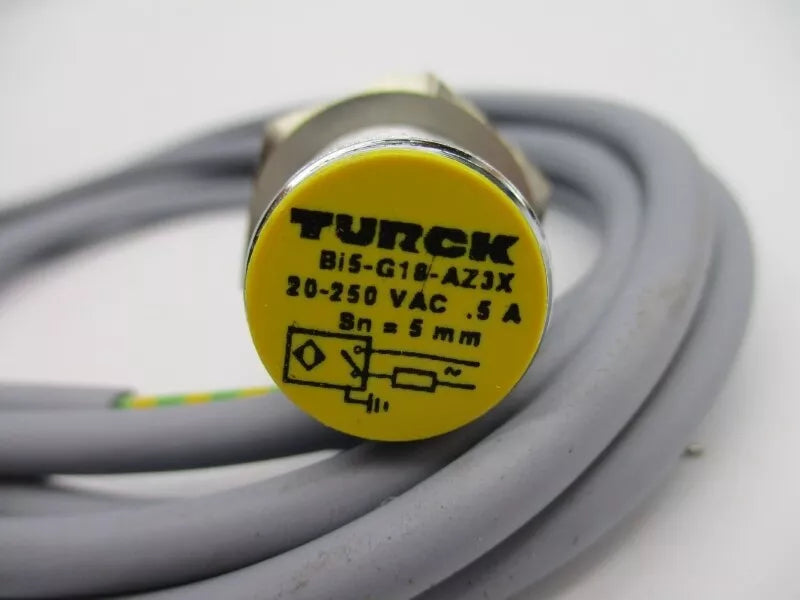 TURCK
Bi5-G18-AZ3X
20-250 VAC .5 A
Sn = 5 mm
~